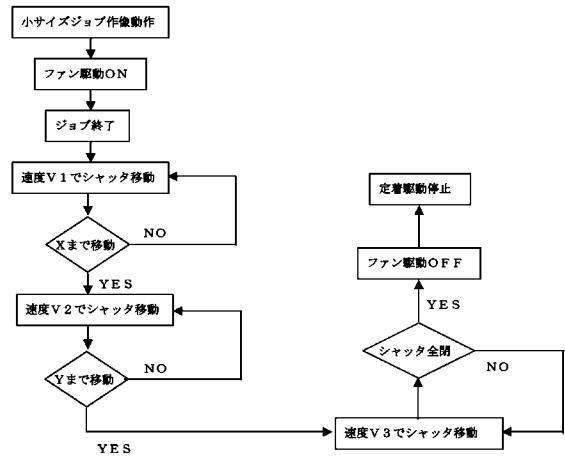 小サイズジョブ作像動作
ファン駆動ON
ジョブ終了
速度V1でシャッタ移動
Xまで移動
NO
YES
速度V2でシャッタ移動
Yまで移動
NO
YES
速度V3でシャッタ移動
シャッタ全閉
NO
YES
ファン駆動OFF
定着駆動停止